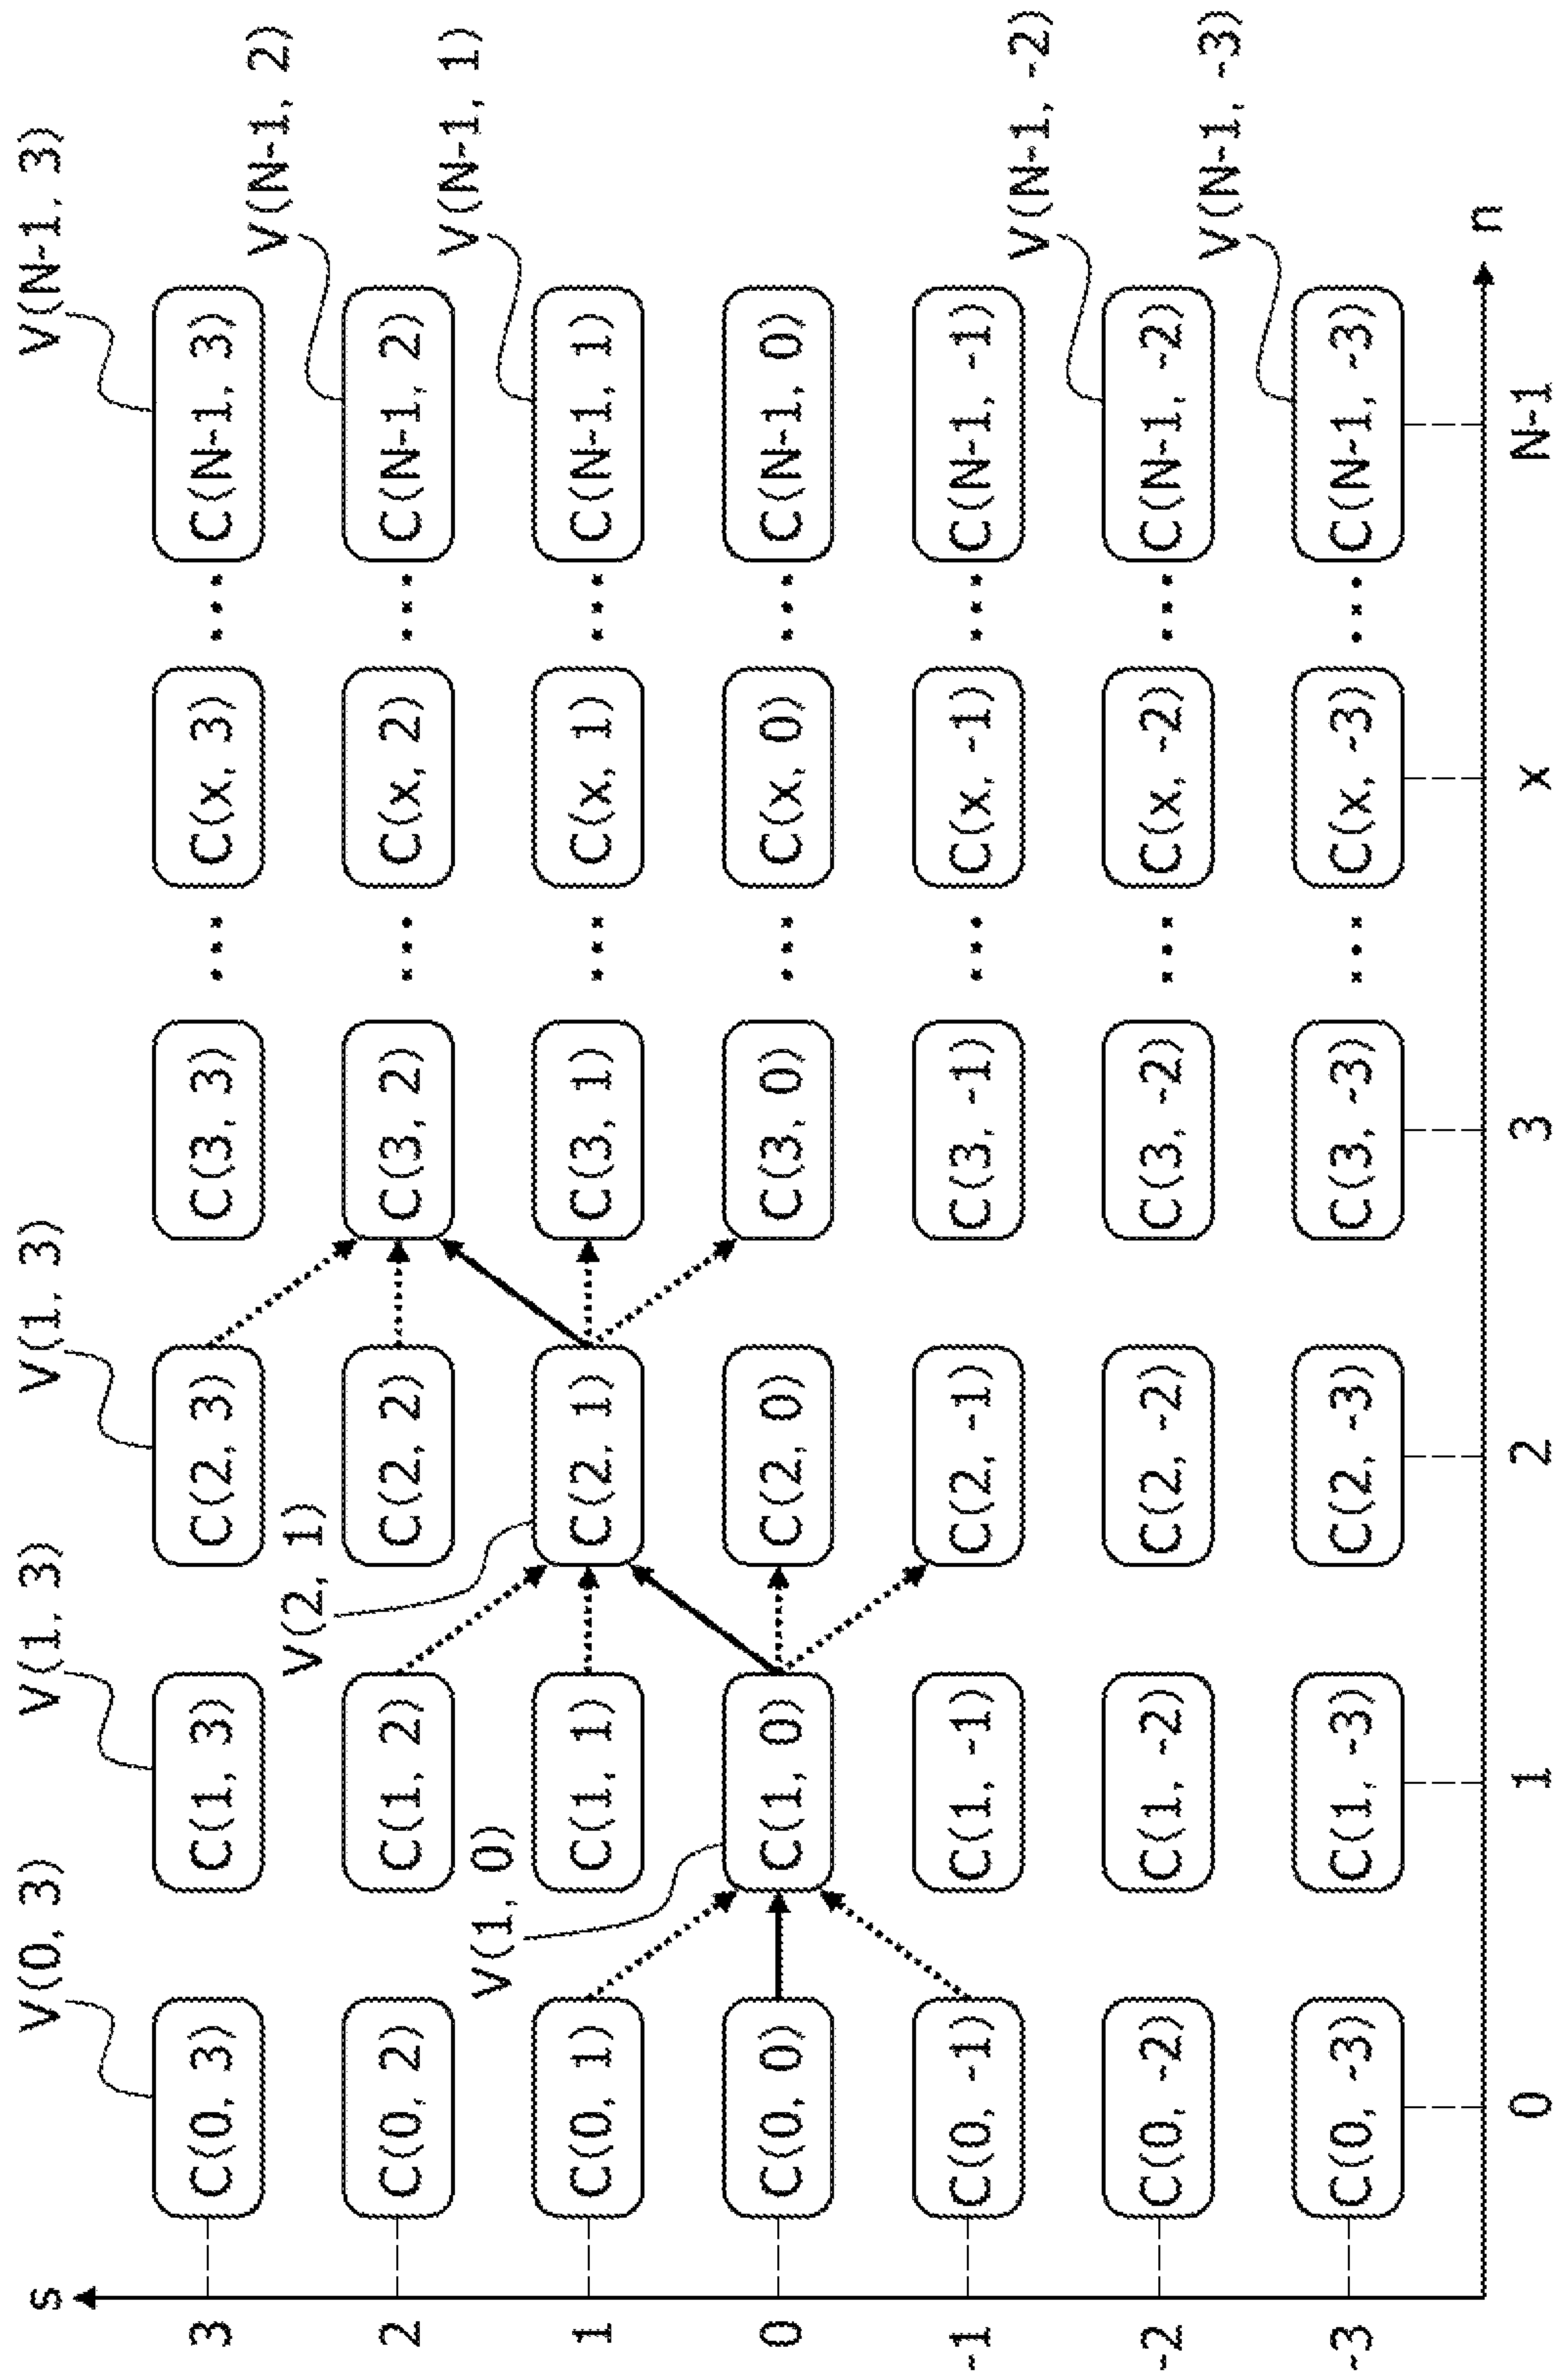 V(0, 3) V(1, 3) V(1, 3) V(N-1, 3)
s
3 C(0, 3) C(1, 3) C(2, 3) C(3, 3) ... C(x, 3) ... C(N-1, 3)
V(2, 1) V(N-1, 2)
2 C(0, 2) C(1, 2) C(2, 2) C(3, 2) ... C(x, 2) ... C(N-1, 2)
V(1, 0) V(N-1, 1)
1 C(0, 1) C(1, 1) C(2, 1) C(3, 1) ... C(x, 1) ... C(N-1, 1)
0 C(0, 0) C(1, 0) C(2, 0) C(3, 0) ... C(x, 0) ... C(N-1, 0)
-1 C(0, -1) C(1, -1) C(2, -1) C(3, -1) ... C(x, -1) ... C(N-1, -1)
V(N-1, -2)
-2 C(0, -2) C(1, -2) C(2, -2) C(3, -2) ... C(x, -2) ... C(N-1, -2)
V(N-1, -3)
-3 C(0, -3) C(1, -3) C(2, -3) C(3, -3) ... C(x, -3) ... C(N-1, -3)
n
0 1 2 3 x N-1